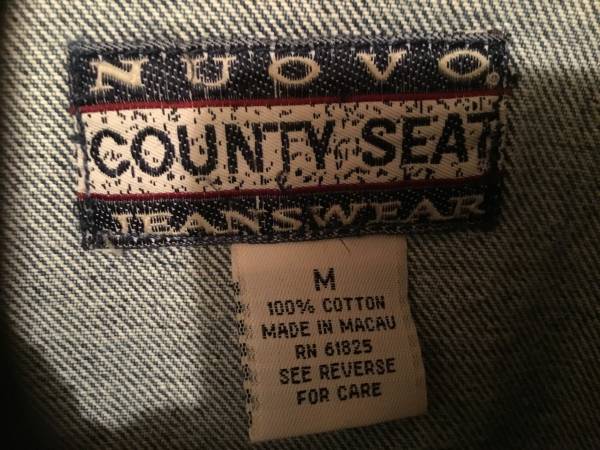 NUOVO
COUNTY SEAT
JEANSWEAR
M
100% COTTON
MADE IN MACAU
RN 61825
SEE REVERSE
FOR CARE